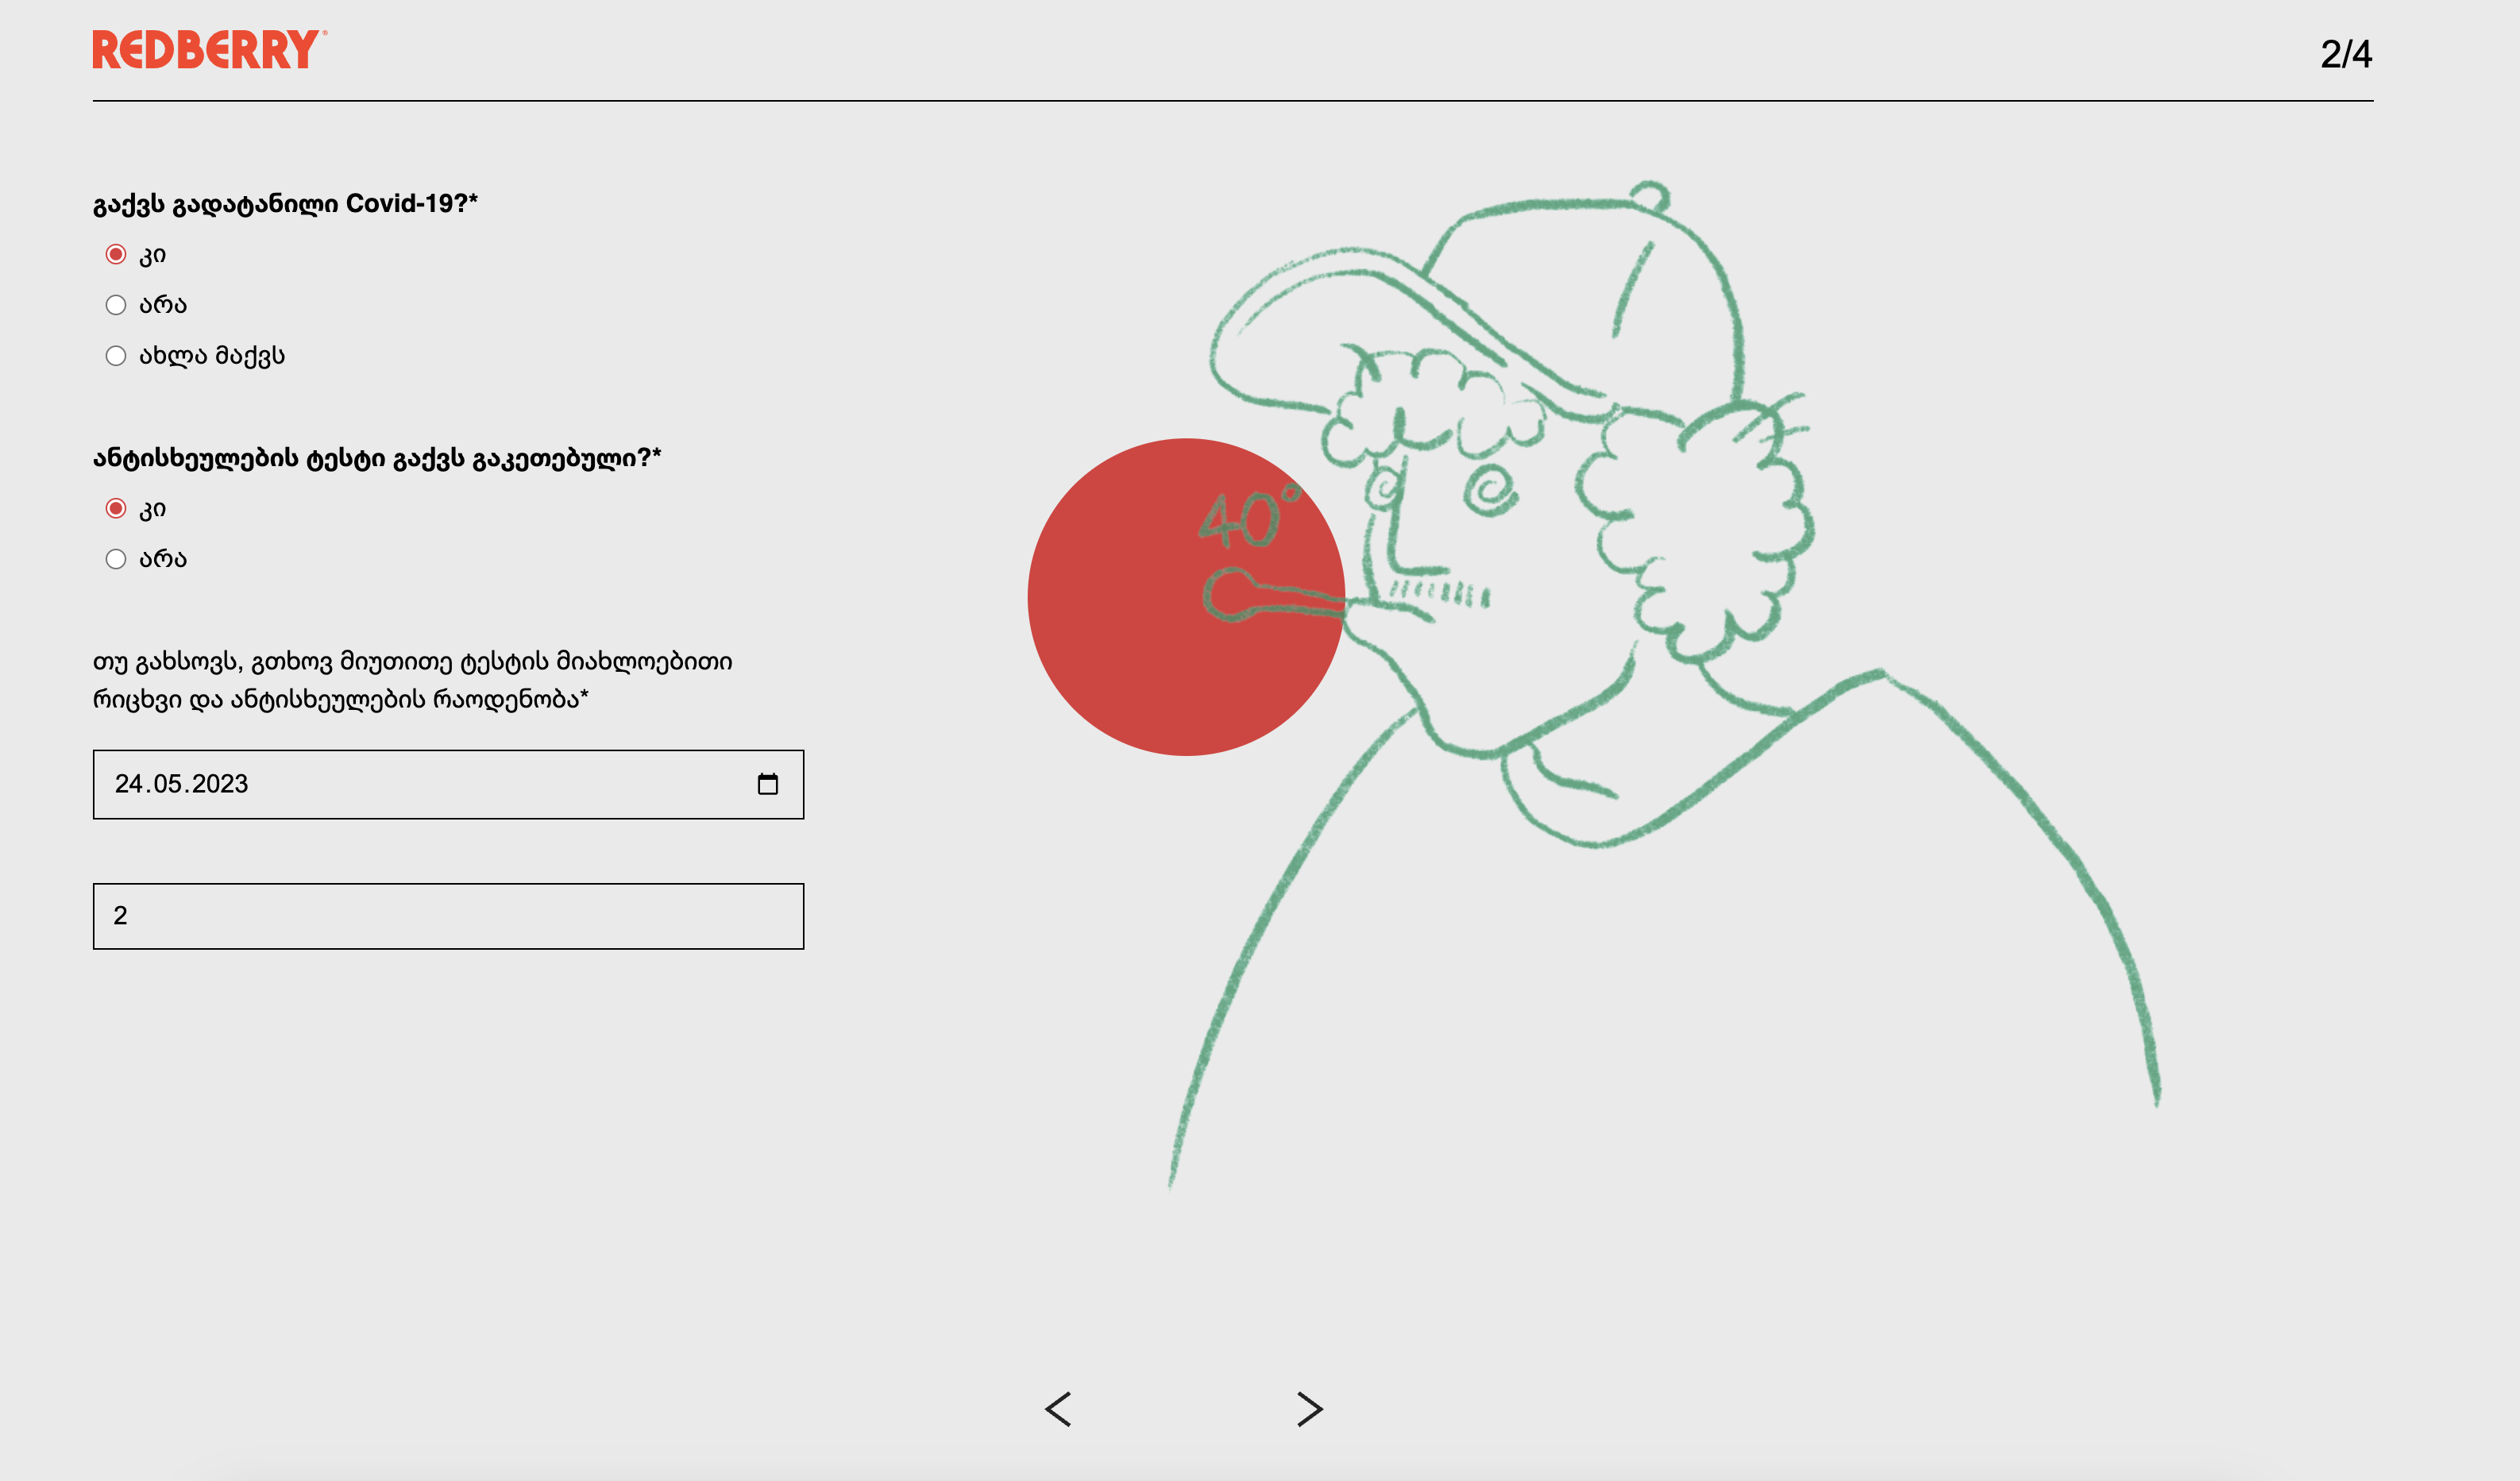 REDBERRY®
2/4
გაქვს გადატანილი Covid-19?*
კი
არა
ახლა მაქვს
ანტისხეულების ტესტი გაქვს გაკეთებული?*
კი
არა
თუ გახსოვს, გთხოვ მიუთითე ტესტის მიახლოებითი
რიცხვი და ანტისხეულების რაოდენობა*
24.05.2023
2
40°